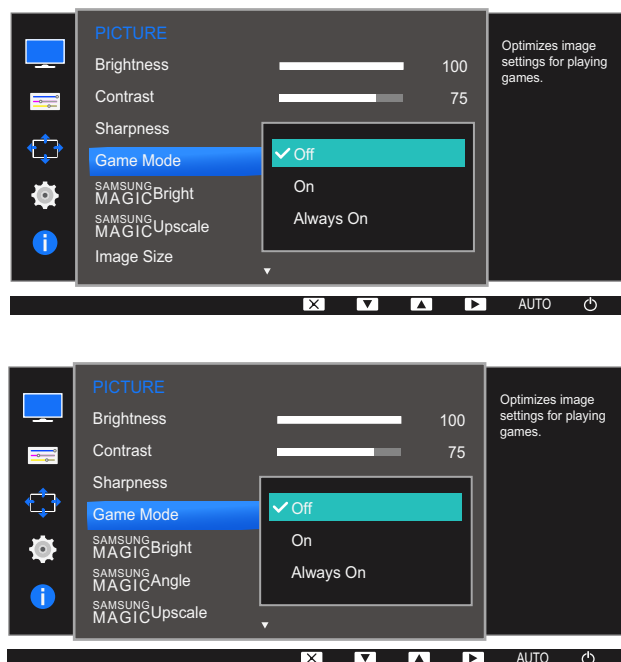 PICTURE
Brightness 100
Contrast 75
Sharpness
Game Mode
Off
On
Always On
SAMSUNG
MAGICBright
SAMSUNG
MAGICUpscale
Image Size
Optimizes image
settings for playing
games.
AUTO
PICTURE
Brightness 100
Contrast 75
Sharpness
Game Mode
Off
On
Always On
SAMSUNG
MAGICBright
SAMSUNG
MAGICAngle
SAMSUNG
MAGICUpscale
Optimizes image
settings for playing
games.
AUTO